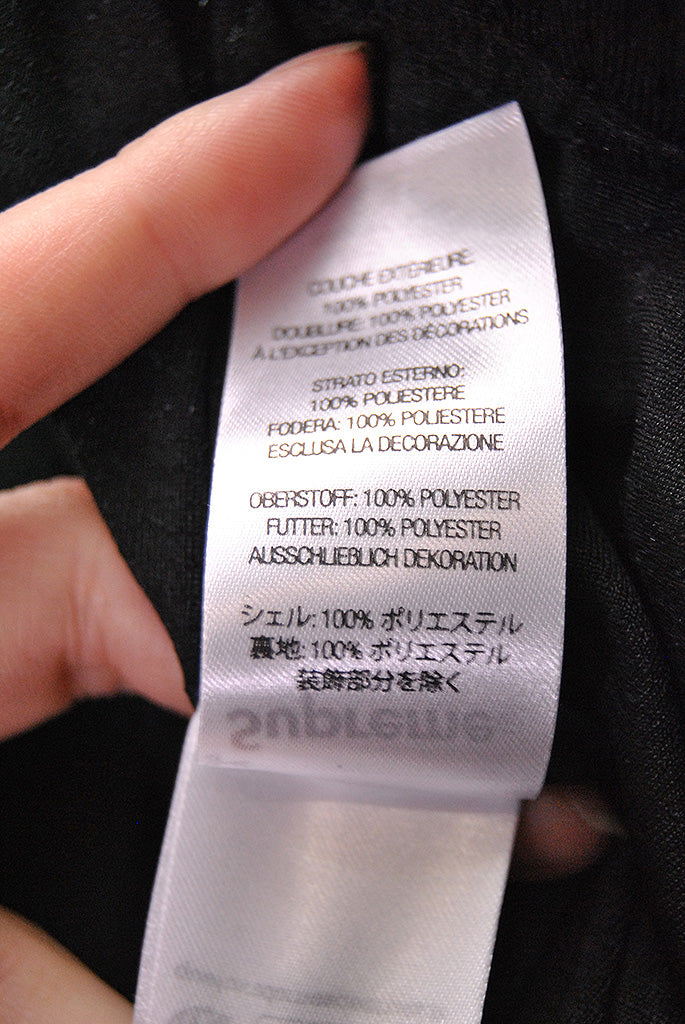 COUCHE EXTÉRIEURE
100% POLYESTER
DOUBLURE: 100% POLYESTER
À L'EXCEPTION DES DÉCORATIONS
STRATO ESTERNO:
100% POLIESTERE
FODERA: 100% POLIESTERE
ESCLUSA LA DECORAZIONE
OBERSTOFF: 100% POLYESTER
FUTTER: 100% POLYESTER
AUSSCHLIEßLICH DEKORATION
シェル: 100% ポリエステル
裏地: 100% ポリエステル
装飾部分を除く
Supreme